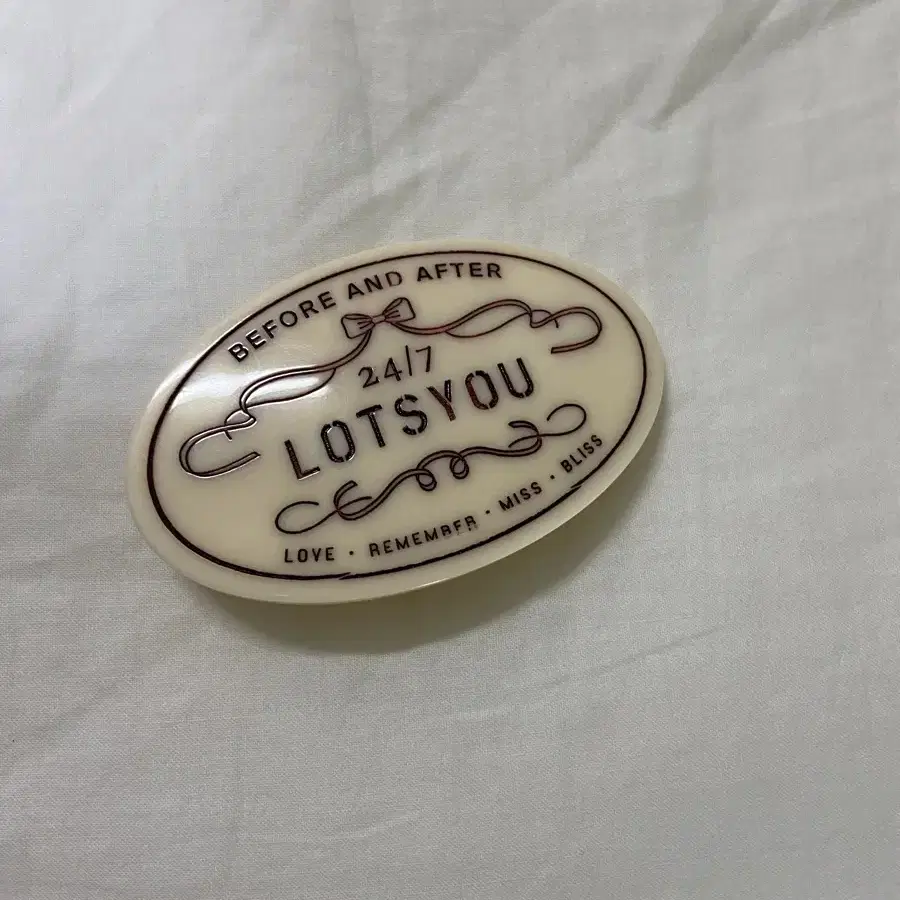 BEFORE AND AFTER
24/7
LOTSYOU
LOVE · REMEMBER · MISS · BLISS